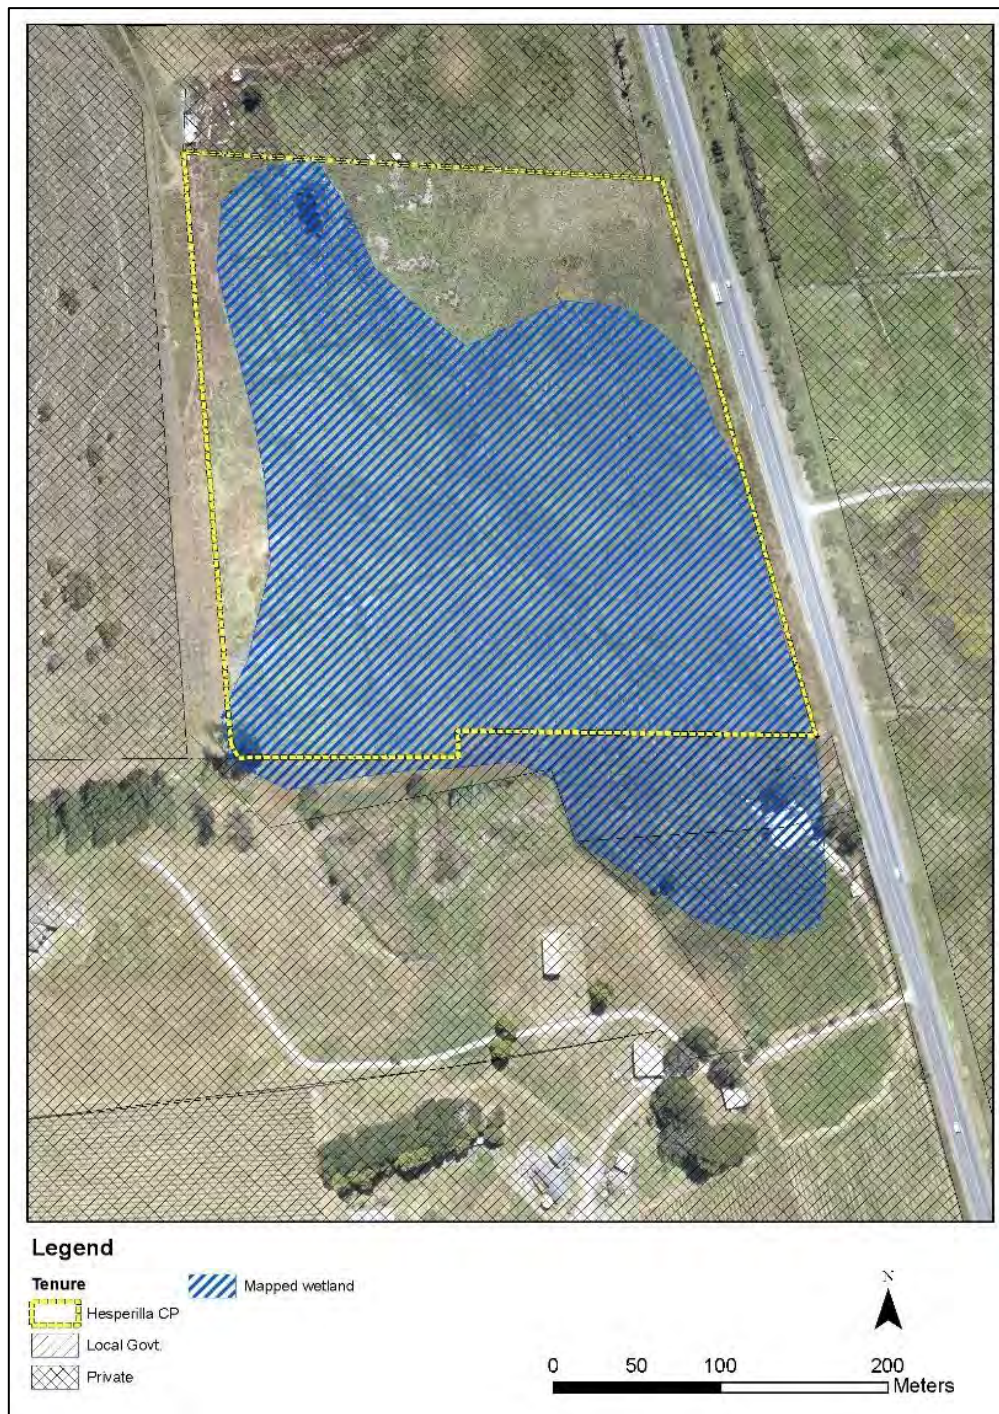 Legend
Tenure
Mapped wetland
Hesperilla CP
Local Govt.
Private
N
0 50 100 200
Meters